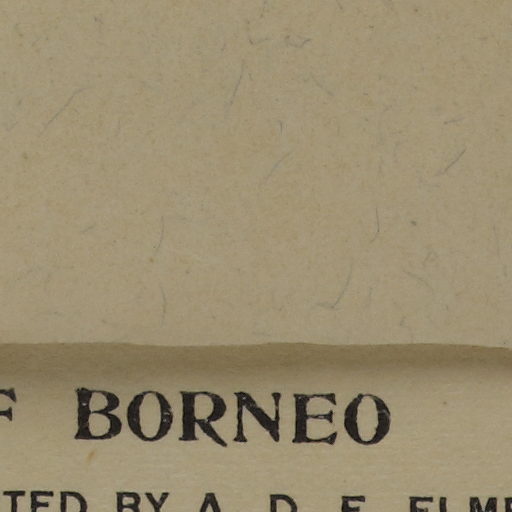 F BORNEO
TED BY A. D. E. ELME